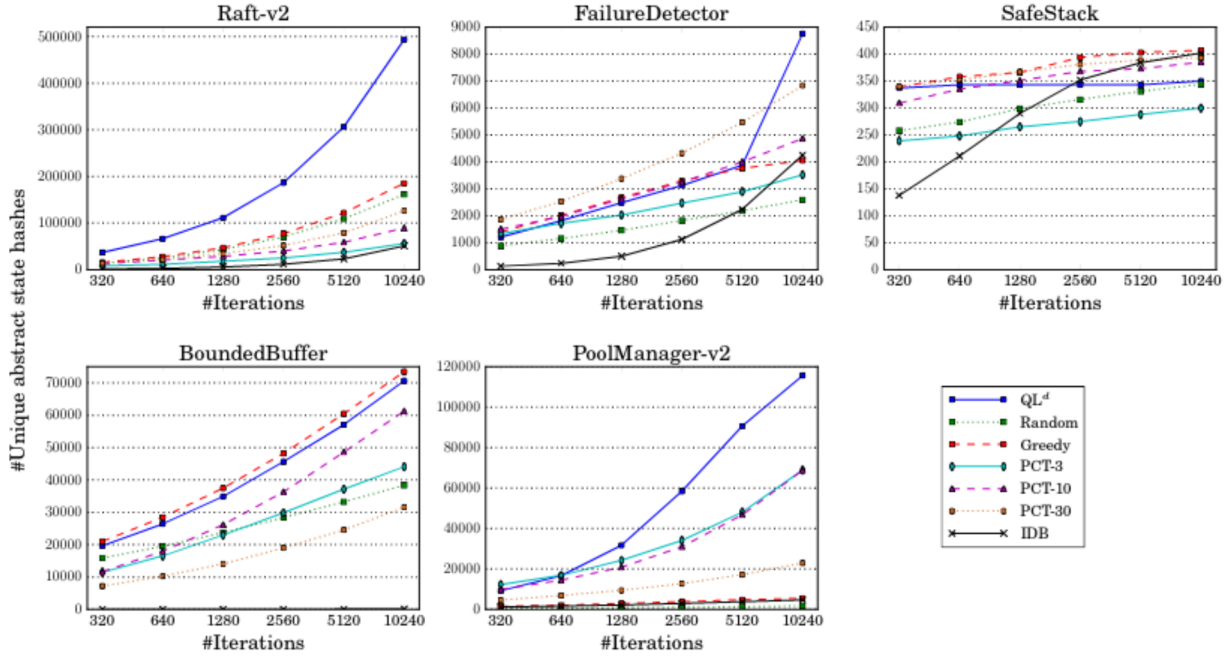 #Unique abstract state hashes
Raft-v2
500000
400000
300000
200000
100000
0
320 640 1280 2560 5120 10240
#Iterations
FailureDetector
9000
8000
7000
6000
5000
4000
3000
2000
1000
0
320 640 1280 2560 5120 10240
#Iterations
SafeStack
450
400
350
300
250
200
150
100
50
0
320 640 1280 2560 5120 10240
#Iterations
BoundedBuffer
70000
60000
50000
40000
30000
20000
10000
0
320 640 1280 2560 5120 10240
#Iterations
PoolManager-v2
120000
100000
80000
60000
40000
20000
0
320 640 1280 2560 5120 10240
#Iterations
QLᵈ
Random
Greedy
PCT-3
PCT-10
PCT-30
IDB